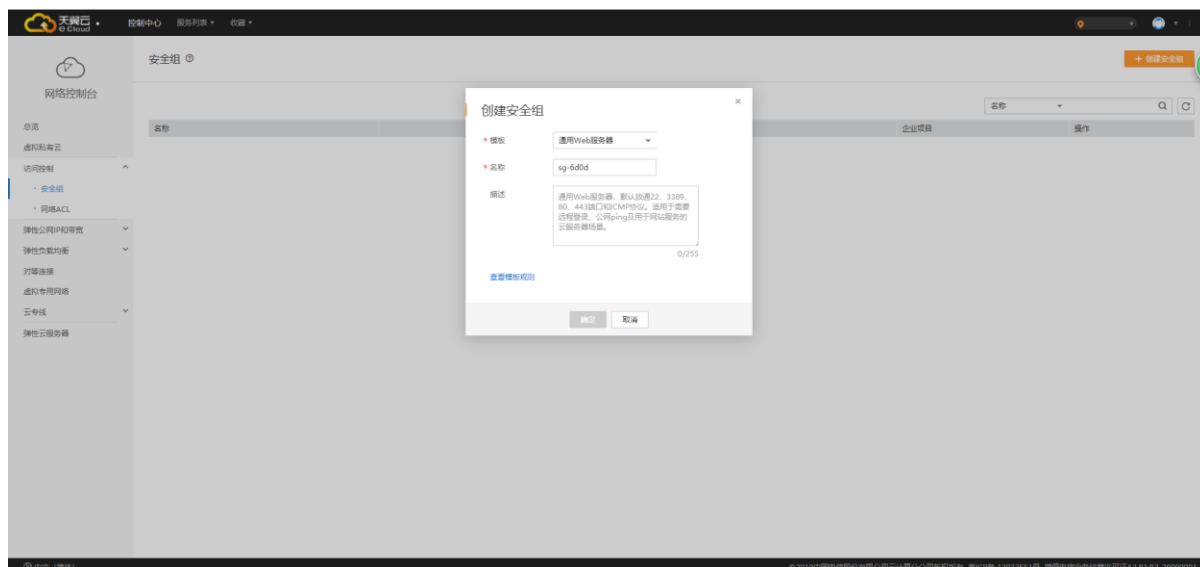 天翼云
e Cloud
控制中心
服务列表
收藏
网络控制台
总览
虚拟私有云
访问控制
· 安全组
· 网络ACL
弹性公网IP和带宽
弹性负载均衡
对等连接
虚拟专用网络
云专线
弹性云服务器
安全组
+ 创建安全组
名称
名称
企业项目
操作
创建安全组
* 模板
通用Web服务器
* 名称
sg-6d0d
描述
通用Web服务器，默认放通22、3389、
80、443端口和ICMP协议。适用于需要
远程登录、公网ping及用于网站服务的
云服务器场景。
0/255
查看模板规则
确定
取消
中文（简体）